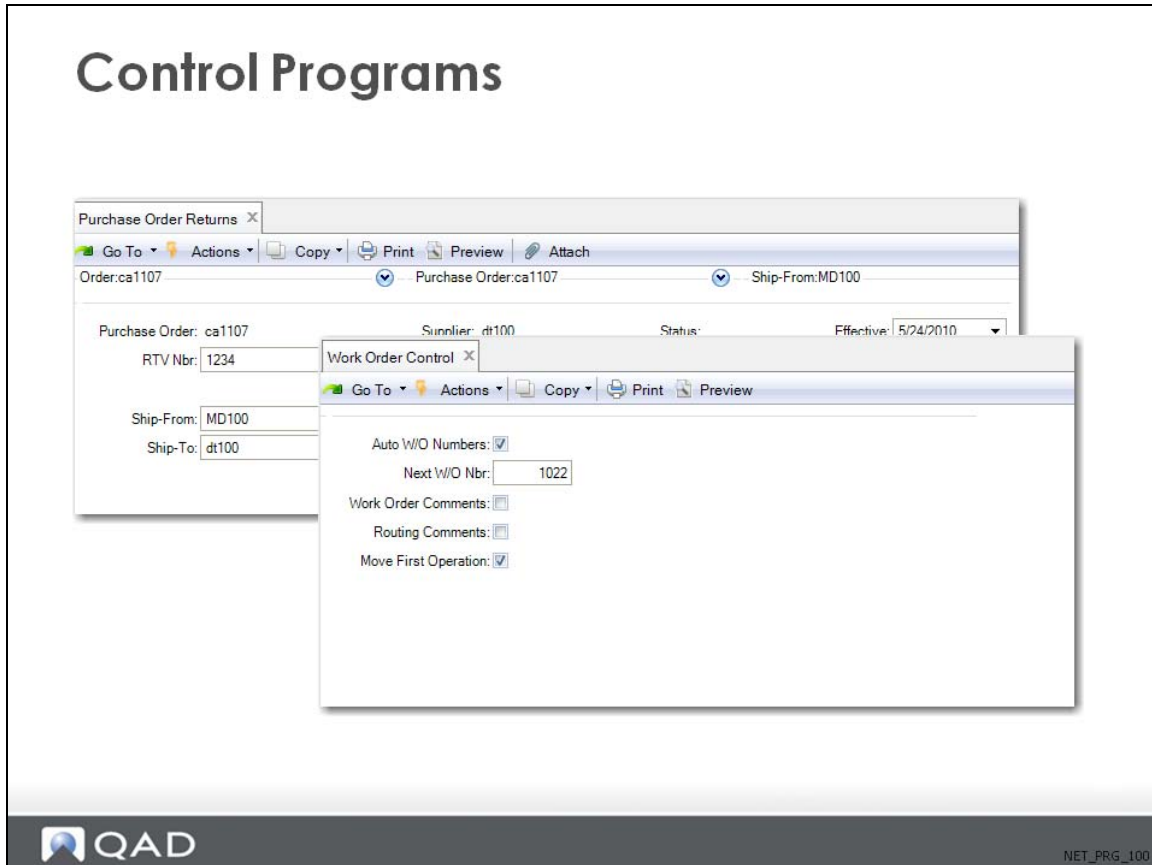 Control Programs
Purchase Order Returns X
Go To Actions Copy Print Preview Attach
Order:ca1107 Purchase Order:ca1107 Ship-From:MD100
Purchase Order: ca1107 Supplier: dt100 Status: Effective: 5/24/2010
RTV Nbr: 1234
Ship-From: MD100
Ship-To: dt100
Work Order Control X
Go To Actions Copy Print Preview
Auto W/O Numbers:
Next W/O Nbr: 1022
Work Order Comments:
Routing Comments:
Move First Operation:
QAD
NET_PRG_100